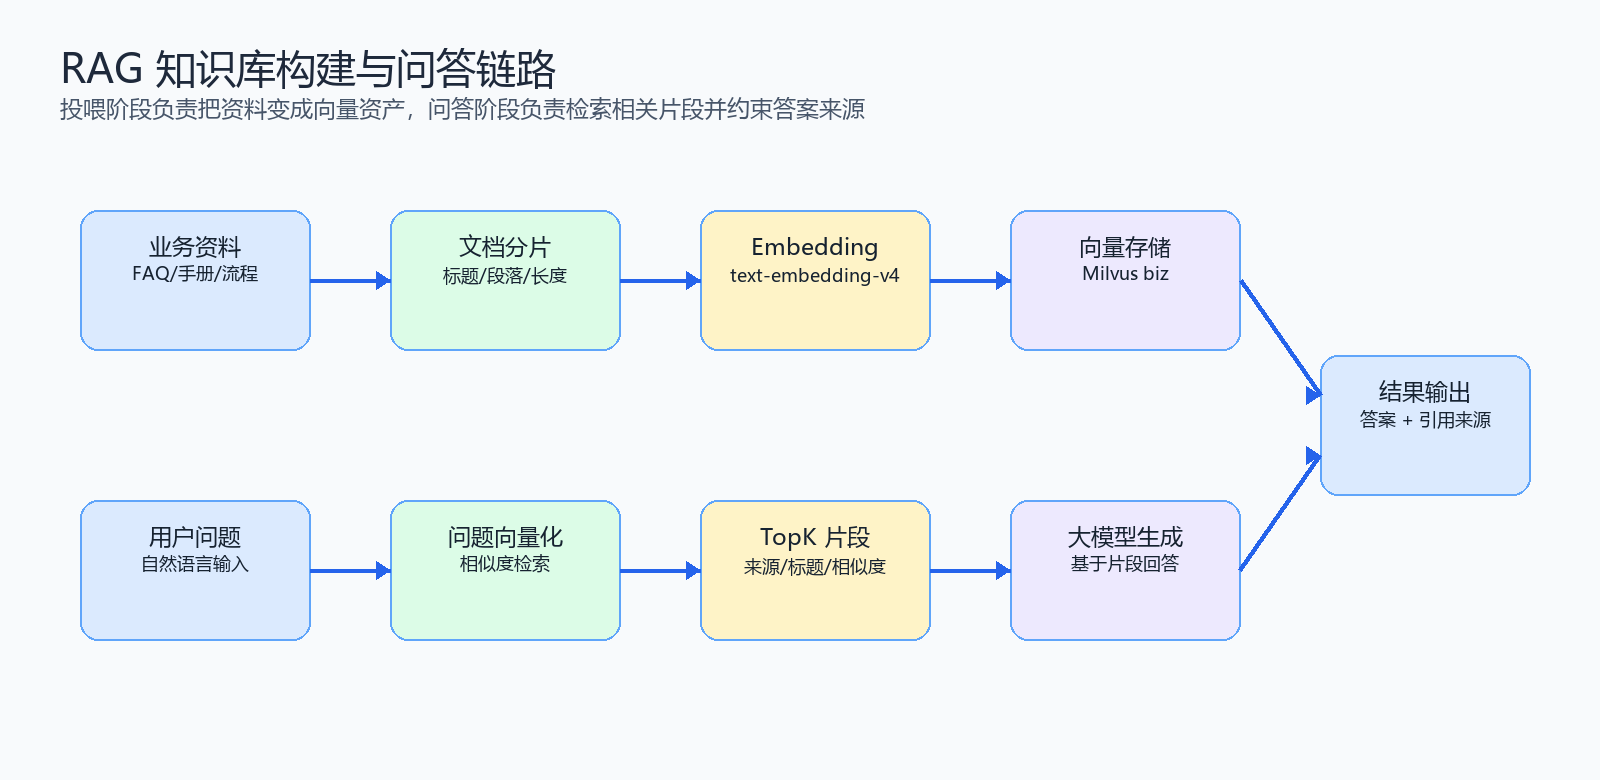 RAG 知识库构建与问答链路
投喂阶段负责把资料变成向量资产，问答阶段负责检索相关片段并约束答案来源
业务资料
FAQ/手册/流程
文档分片
标题/段落/长度
Embedding
text-embedding-v4
向量存储
Milvus biz
结果输出
答案 + 引用来源
用户问题
自然语言输入
问题向量化
相似度检索
TopK 片段
来源/标题/相似度
大模型生成
基于片段回答